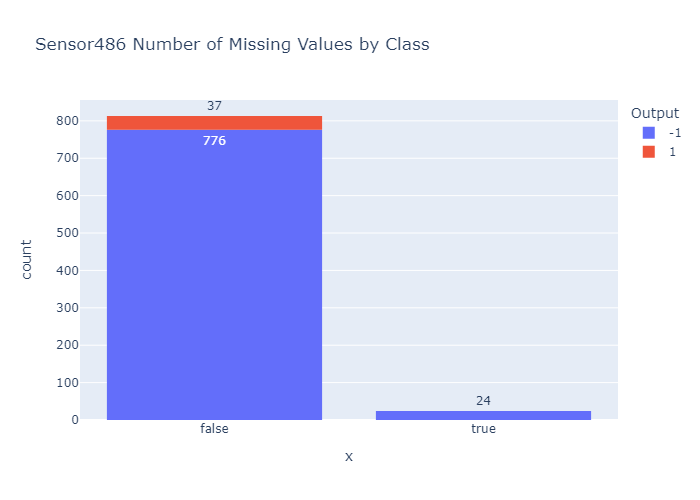 Sensor486 Number of Missing Values by Class
Output
-1
1
37
776
24
800
700
600
500
400
300
200
100
0
count
false
true
x